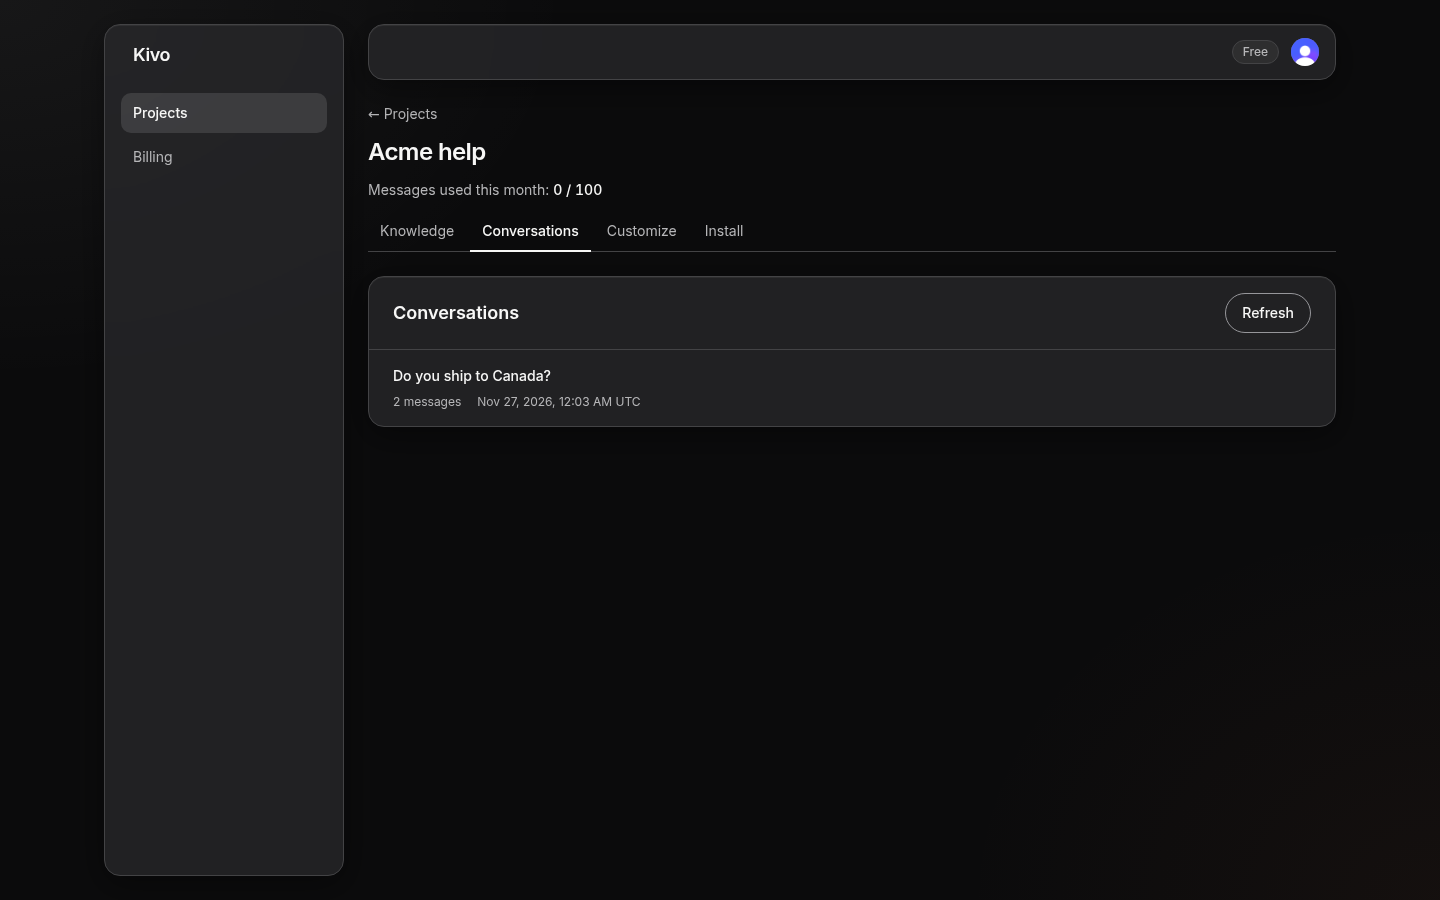 Kivo
Projects
Billing
Free
← Projects
Acme help
Messages used this month: 0 / 100
Knowledge Conversations Customize Install
Conversations
Refresh
Do you ship to Canada?
2 messages Nov 27, 2026, 12:03 AM UTC